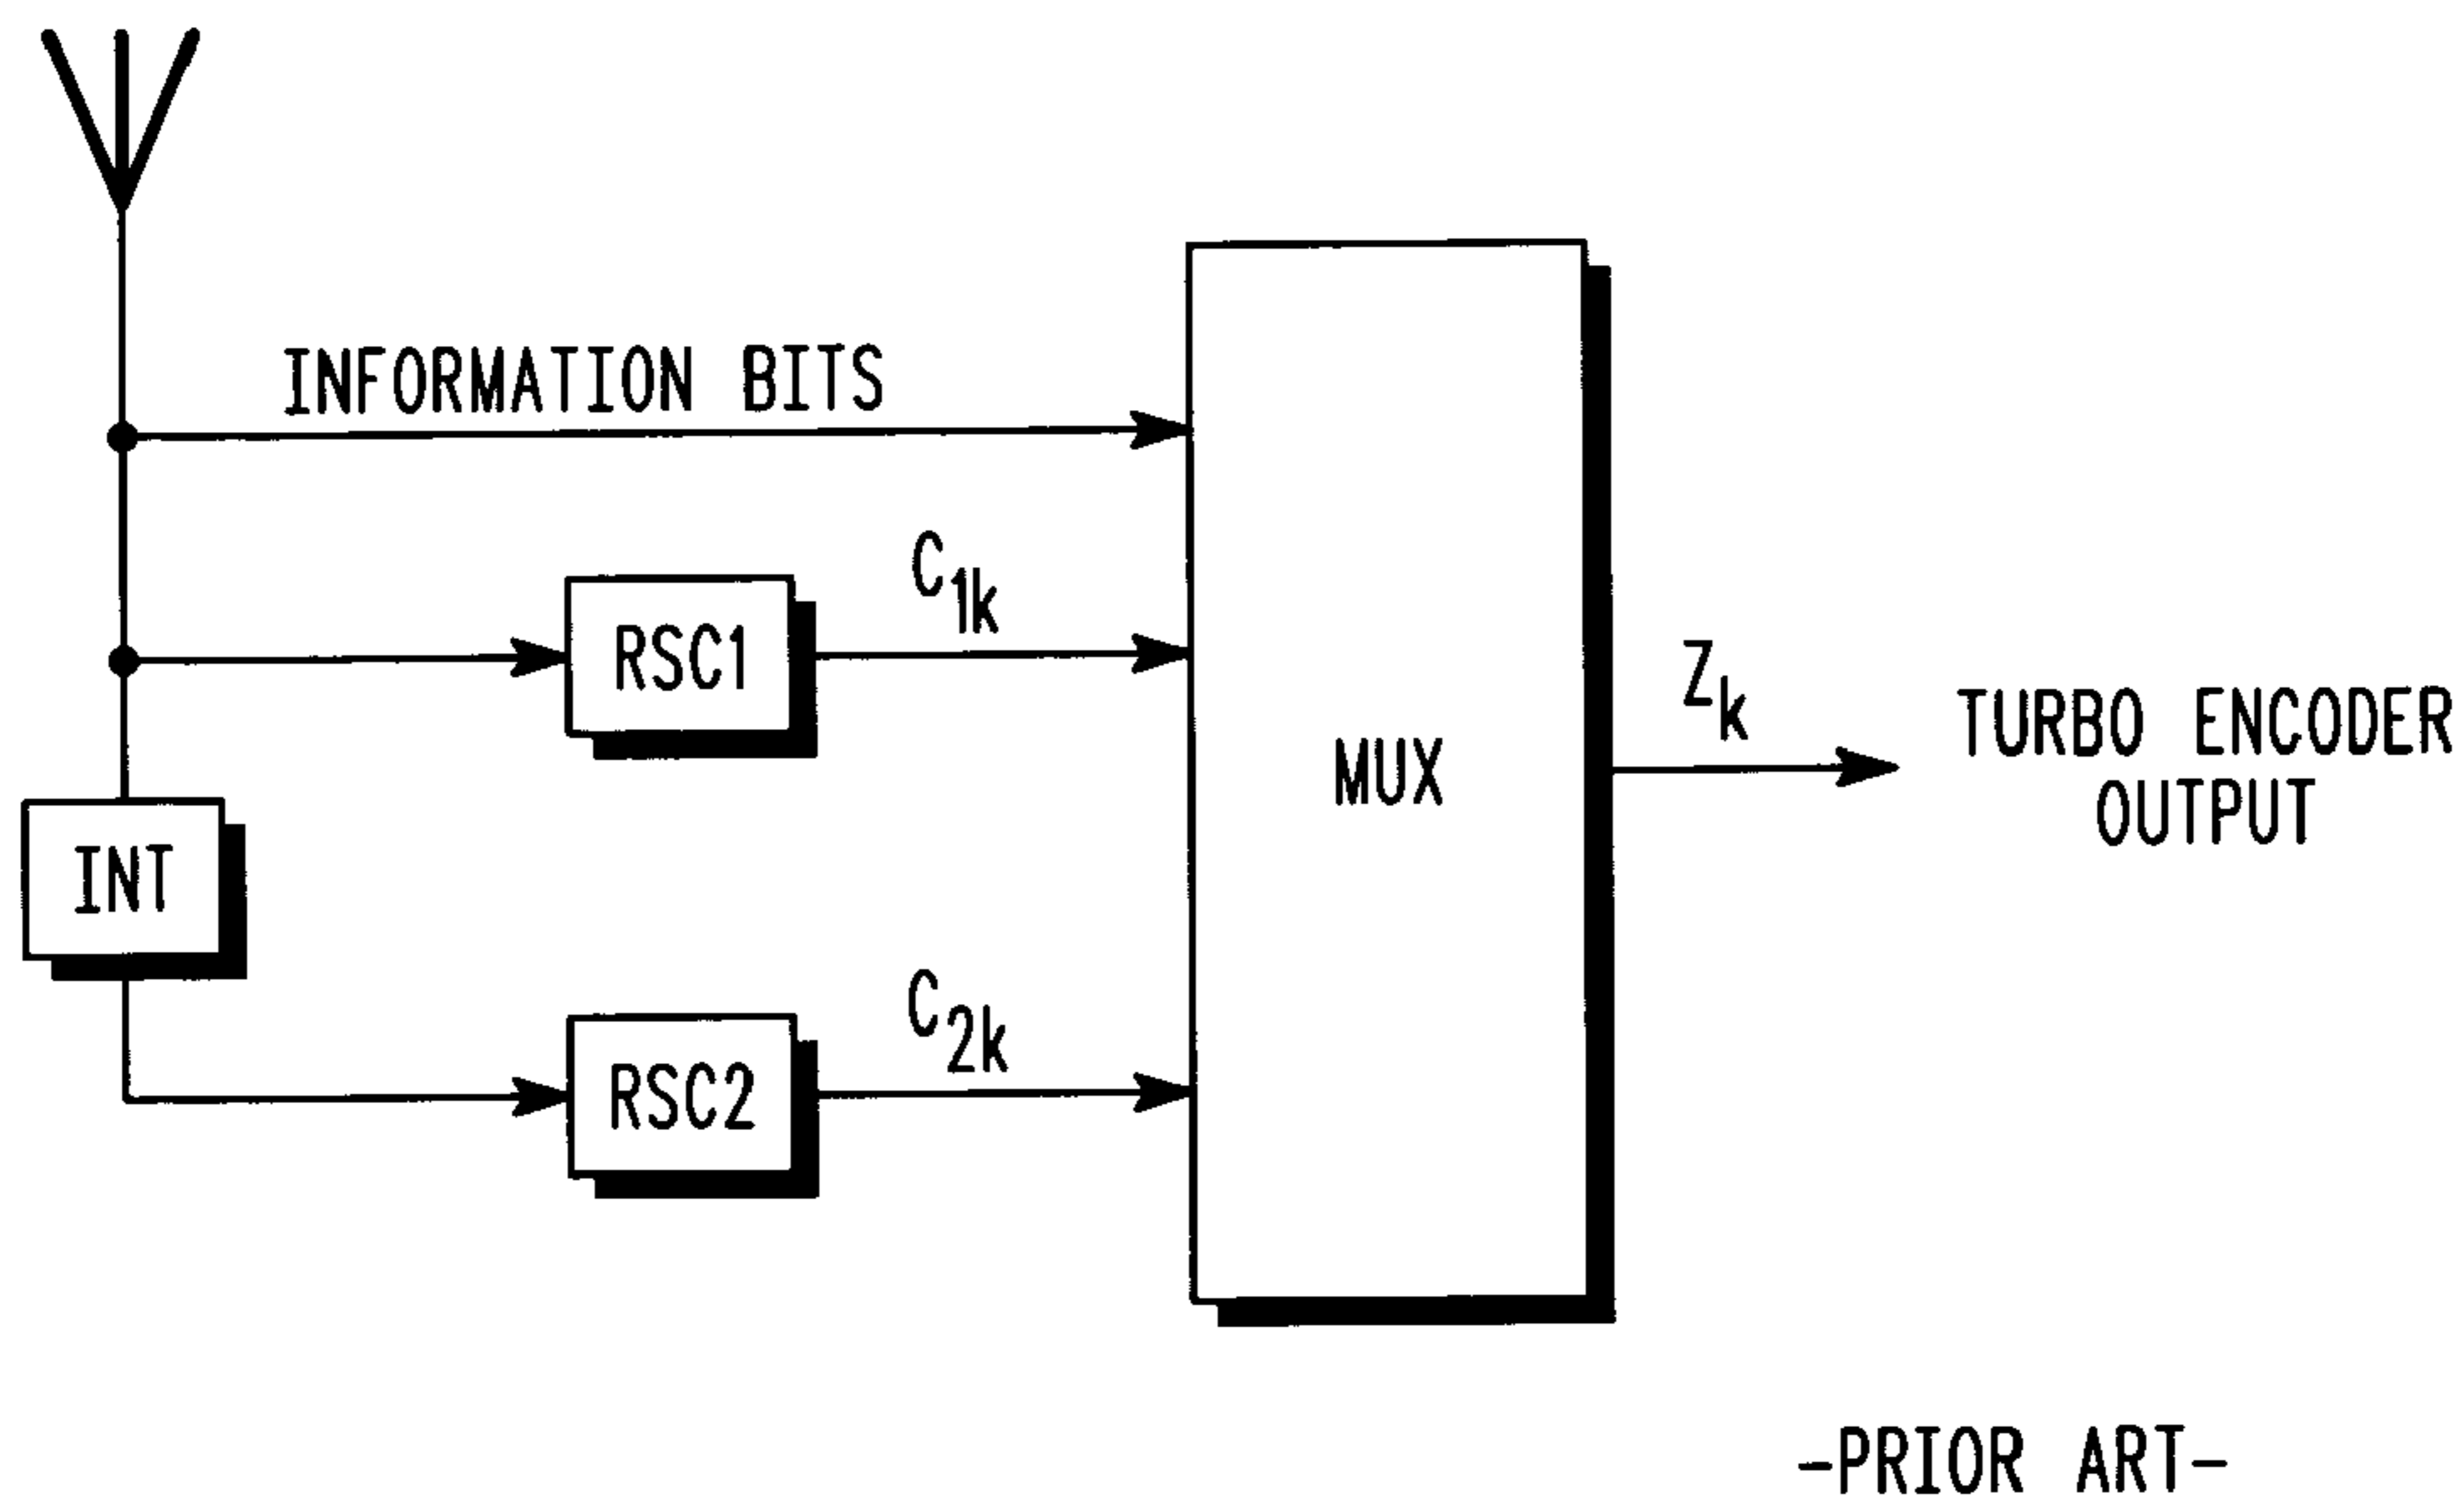 INFORMATION BITS
C1k
RSC1
Zk
TURBO ENCODER
OUTPUT
MUX
INT
C2k
RSC2
-PRIOR ART-